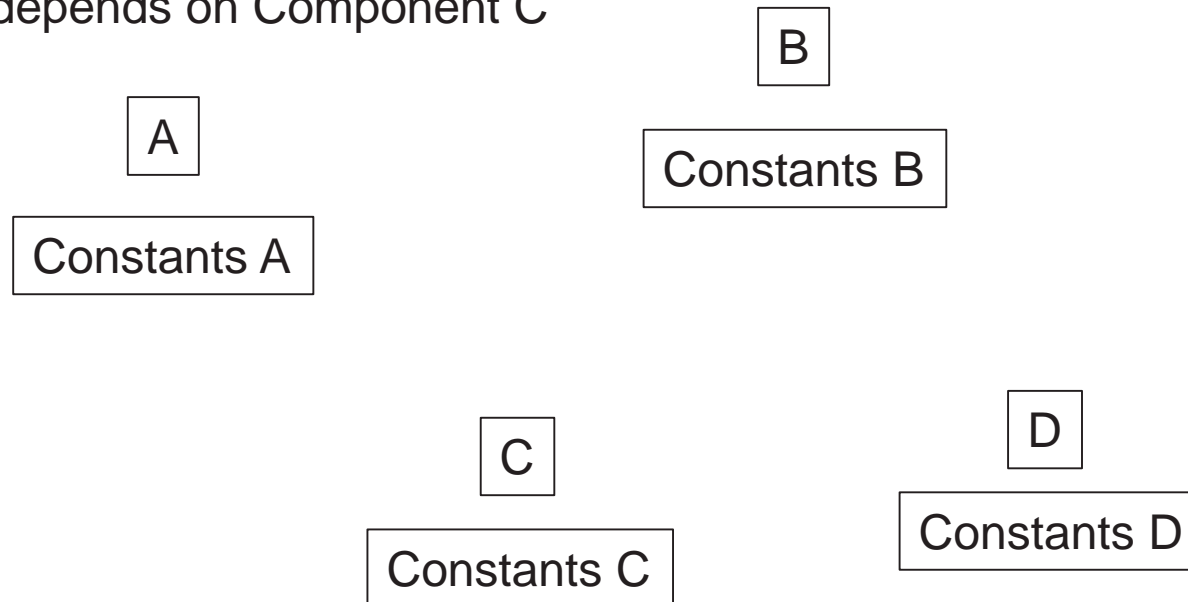 depends on Component C
B
A
Constants B
Constants A
D
C
Constants D
Constants C